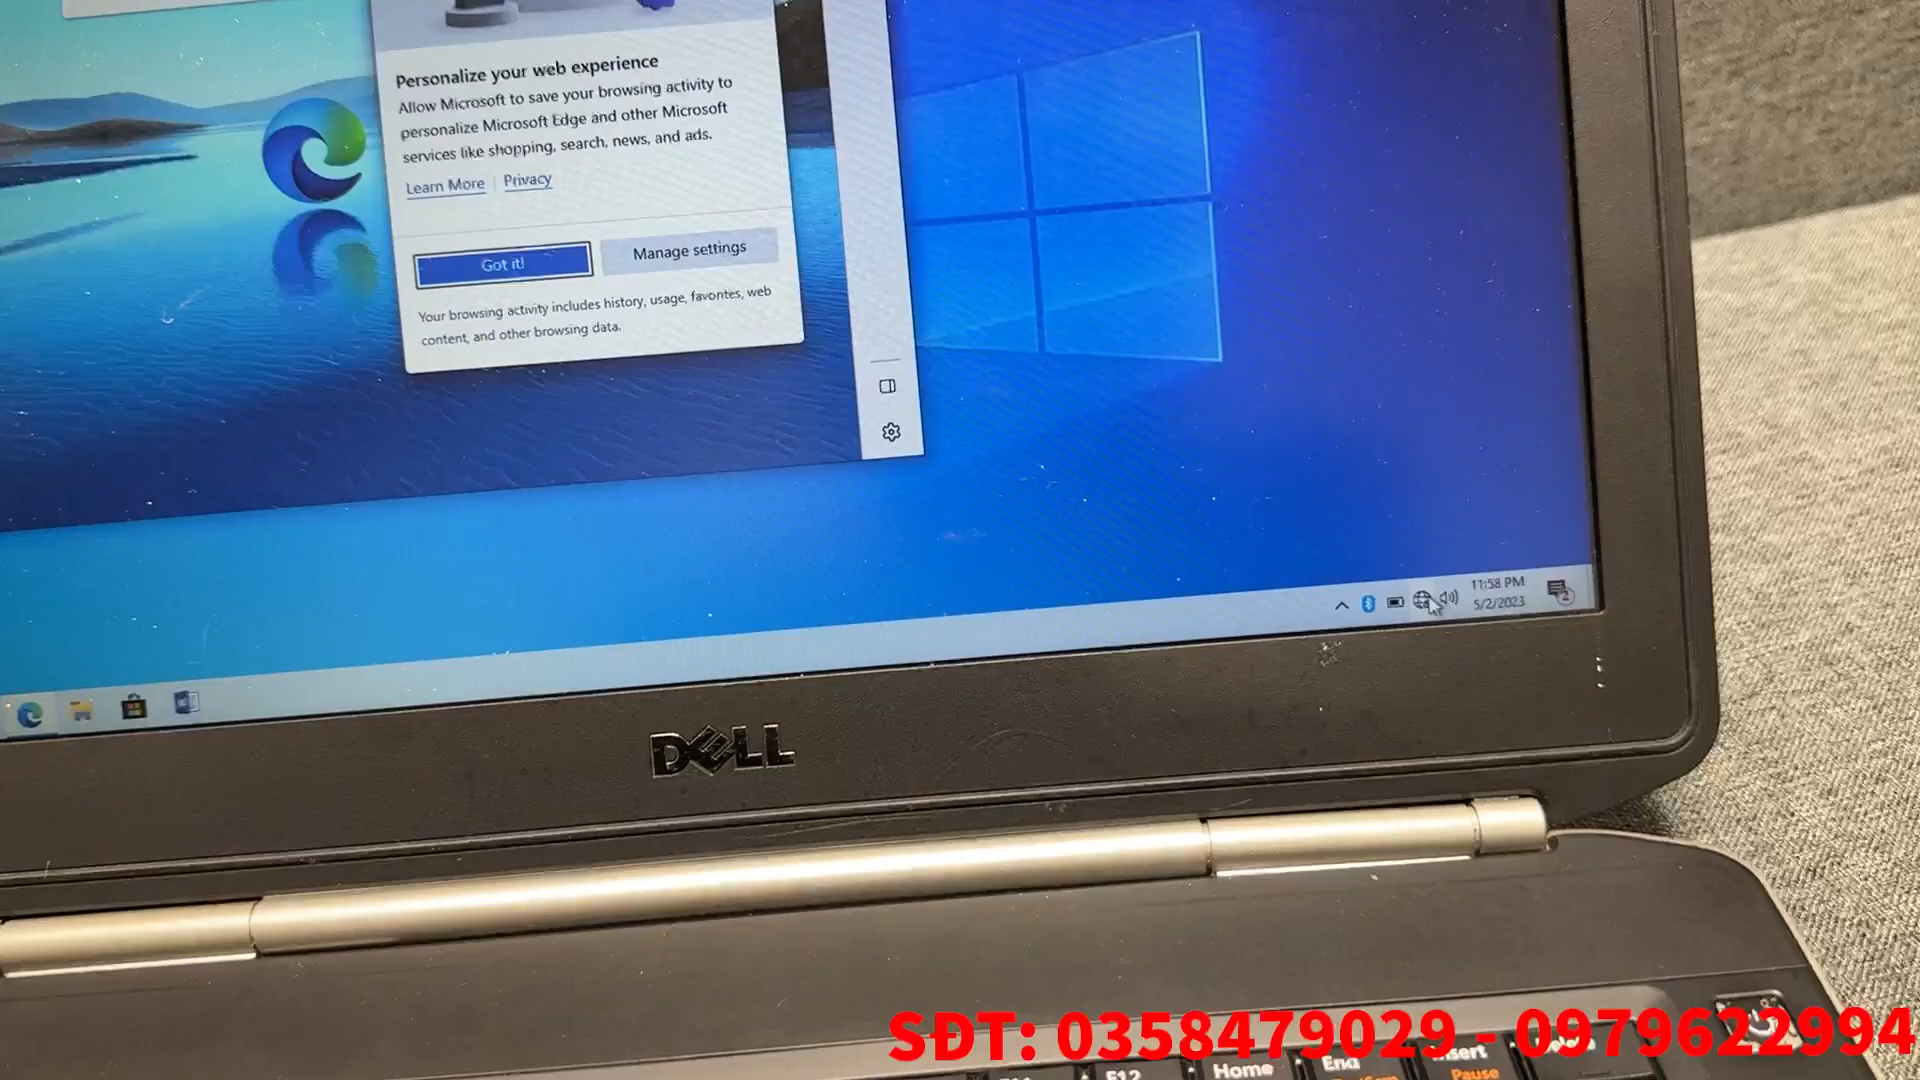 Personalize your web experience
Allow Microsoft to save your browsing activity to
personalize Microsoft Edge and other Microsoft
services like shopping, search, news, and ads.
Learn More | Privacy
Got it!
Manage settings
Your browsing activity includes history, usage, favorites, web
content, and other browsing data.
11:58 PM
5/2/2023
2
DELL
SĐT: 0358479029 - 0979622994
F12
Home
End
Insert
Pause